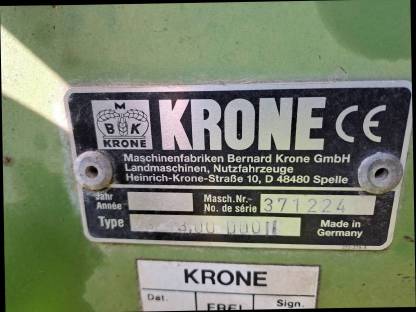 M
B K
KRONE
KRONE CE
Maschinenfabriken Bernard Krone GmbH
Landmaschinen, Nutzfahrzeuge
Heinrich-Krone-Straße 10, D 48480 Spelle
Jahr
Année
Masch.Nr.-
No. de série 371224
Type
Made in
Germany
KRONE
Dat. FREI Sign.